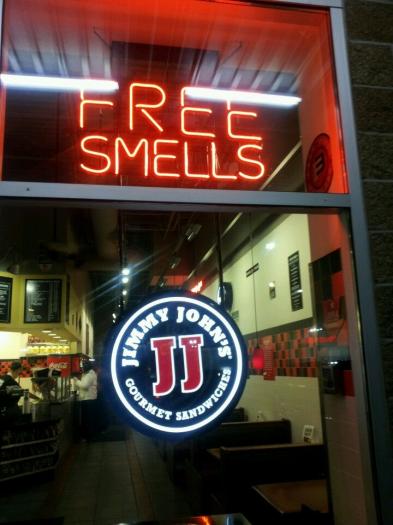 FREE
SMELLS
JIMMY JOHN'S
JJ
GOURMET SANDWICHES